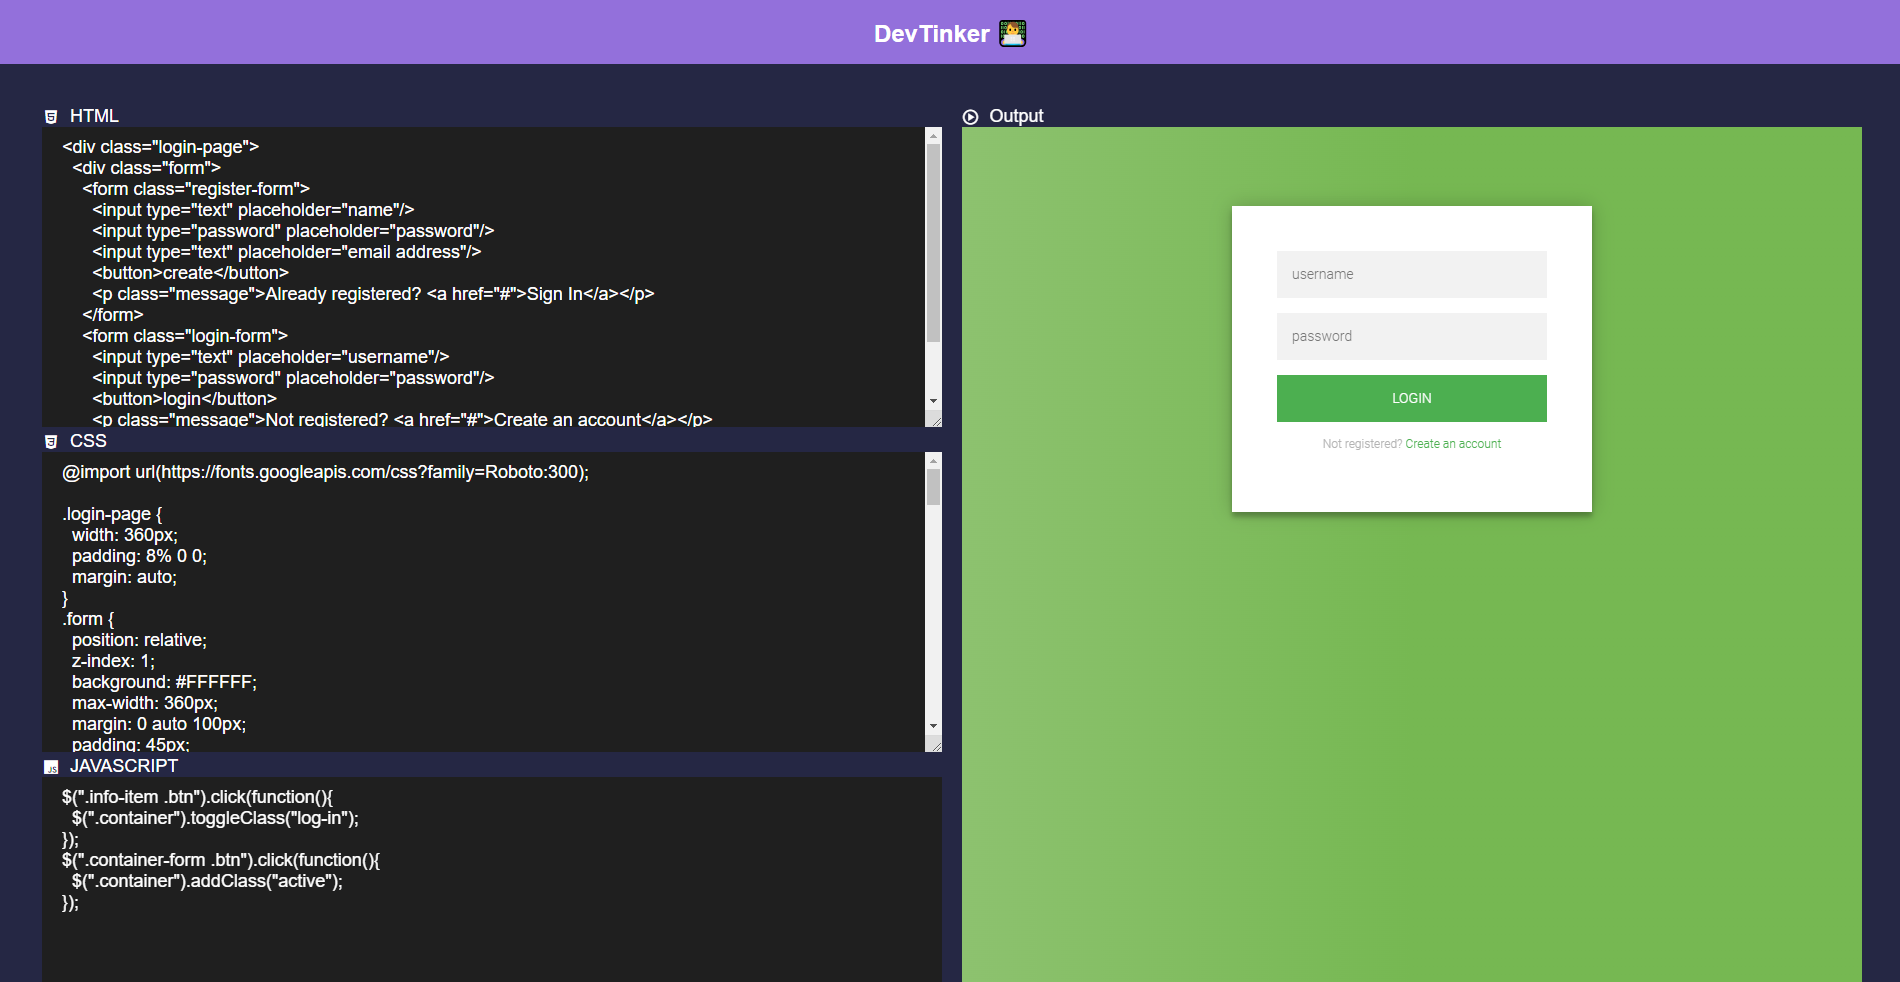 DevTinker
HTML
<div class="login-page">
  <div class="form">
    <form class="register-form">
      <input type="text" placeholder="name"/>
      <input type="password" placeholder="password"/>
      <input type="text" placeholder="email address"/>
      <button>create</button>
      <p class="message">Already registered? <a href="#">Sign In</a></p>
    </form>
    <form class="login-form">
      <input type="text" placeholder="username"/>
      <input type="password" placeholder="password"/>
      <button>login</button>
      <p class="message">Not registered? <a href="#">Create an account</a></p>
CSS
@import url(https://fonts.googleapis.com/css?family=Roboto:300);
.login-page {
  width: 360px;
  padding: 8% 0 0;
  margin: auto;
}
.form {
  position: relative;
  z-index: 1;
  background: #FFFFFF;
  max-width: 360px;
  margin: 0 auto 100px;
  padding: 45px;
JAVASCRIPT
$(".info-item .btn").click(function(){
  $(".container").toggleClass("log-in");
});
$(".container-form .btn").click(function(){
  $(".container").addClass("active");
});
Output
username
password
LOGIN
Not registered? Create an account